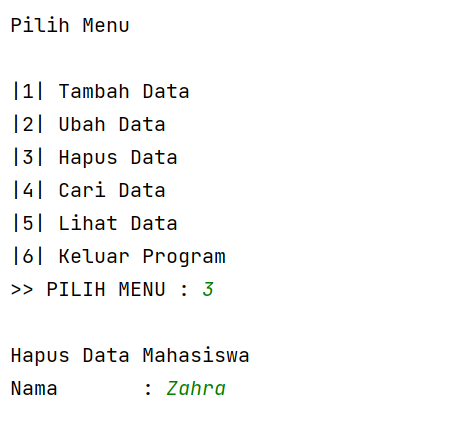 Pilih Menu
|1| Tambah Data
|2| Ubah Data
|3| Hapus Data
|4| Cari Data
|5| Lihat Data
|6| Keluar Program
>> PILIH MENU : 3
Hapus Data Mahasiswa
Nama       : Zahra